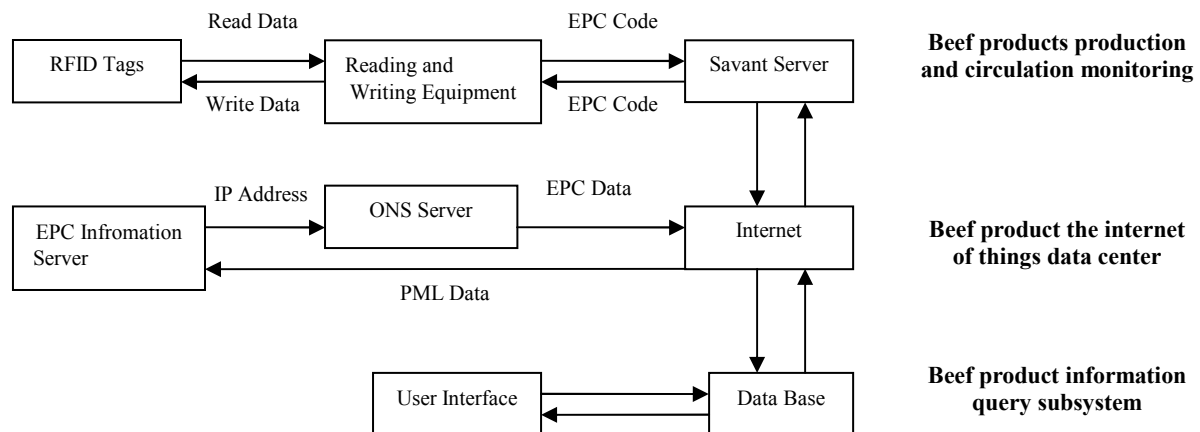 Read Data
EPC Code
RFID Tags
Reading and
Writing Equipment
Savant Server
Beef products production
and circulation monitoring
Write Data
EPC Code
IP Address
EPC Data
ONS Server
EPC Infromation
Server
Internet
Beef product the internet
of things data center
PML Data
User Interface
Data Base
Beef product information
query subsystem